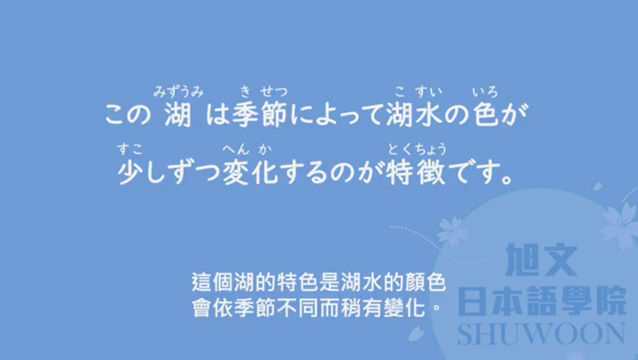 みずうみ き せつ こ すい いろ
この 湖 は季節によって湖水の色が
すこ へん か とくちょう
少しずつ変化するのが特徴です。
這個湖的特色是湖水的顏色
會依季節不同而稍有變化。
旭文
日本語學院
SHUWOON